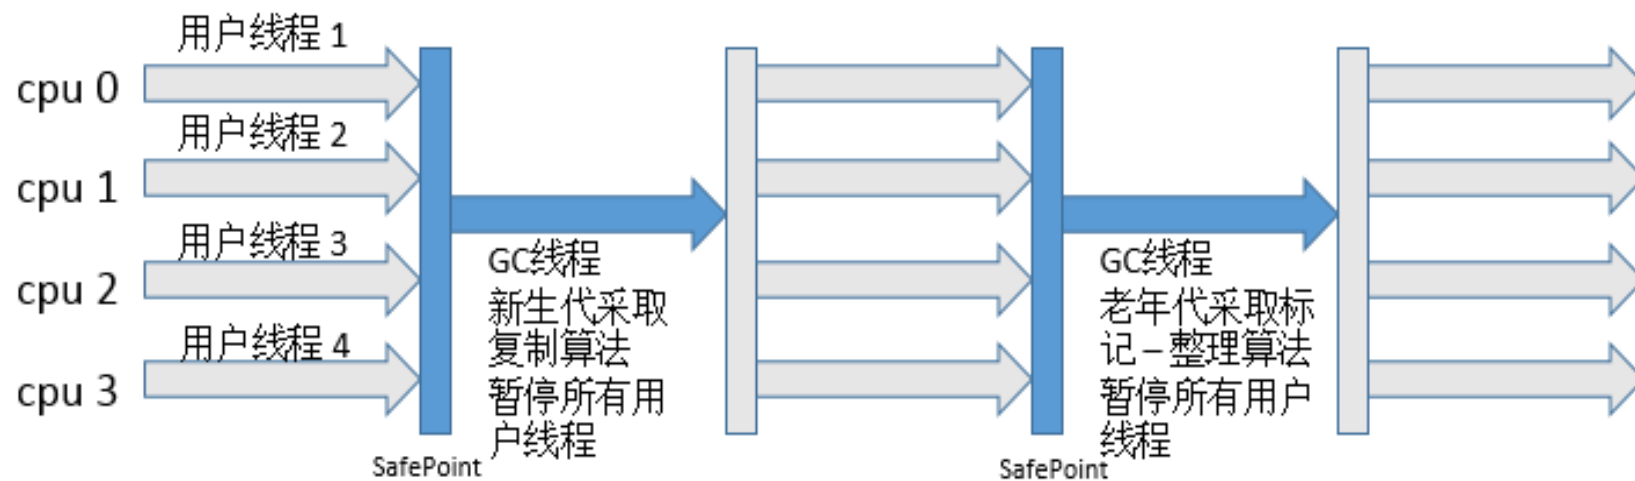 用户线程 1
cpu 0
用户线程 2
cpu 1
用户线程 3
cpu 2
用户线程 4
cpu 3
GC线程
新生代采取
复制算法
暂停所有用
户线程
SafePoint
GC线程
老年代采取标
记 – 整理算法
暂停所有用户
线程
SafePoint